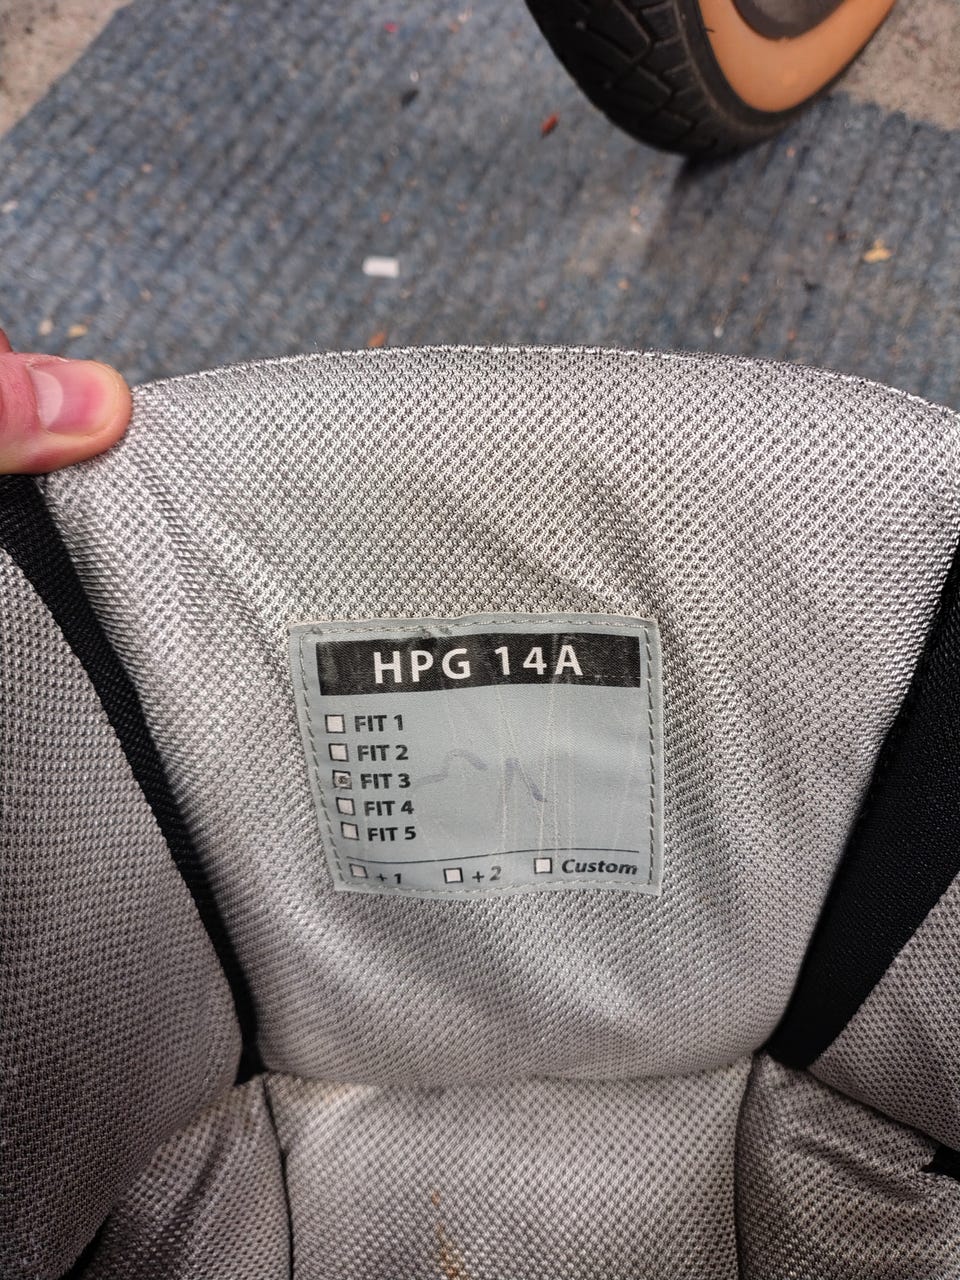 HPG 14A
FIT 1
FIT 2
FIT 3
FIT 4
FIT 5
+1 +2 Custom